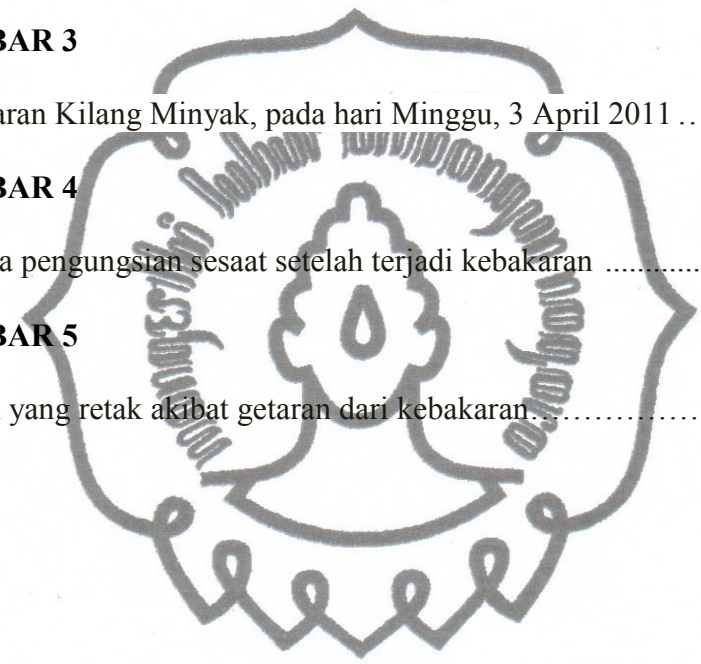 BAR 3
aran Kilang Minyak, pada hari Minggu, 3 April 2011 ..
BAR 4
a pengungsian sesaat setelah terjadi kebakaran ............
BAR 5
yang retak akibat getaran dari kebakaran................